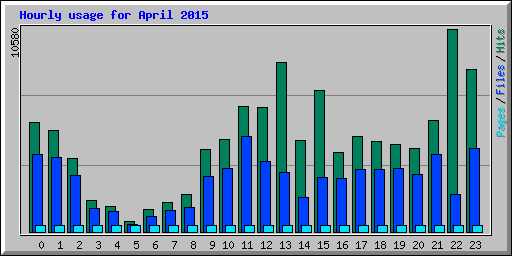 Hourly usage for April 2015
10580
Pages/Files/Hits
0 1 2 3 4 5 6 7 8 9 10 11 12 13 14 15 16 17 18 19 20 21 22 23